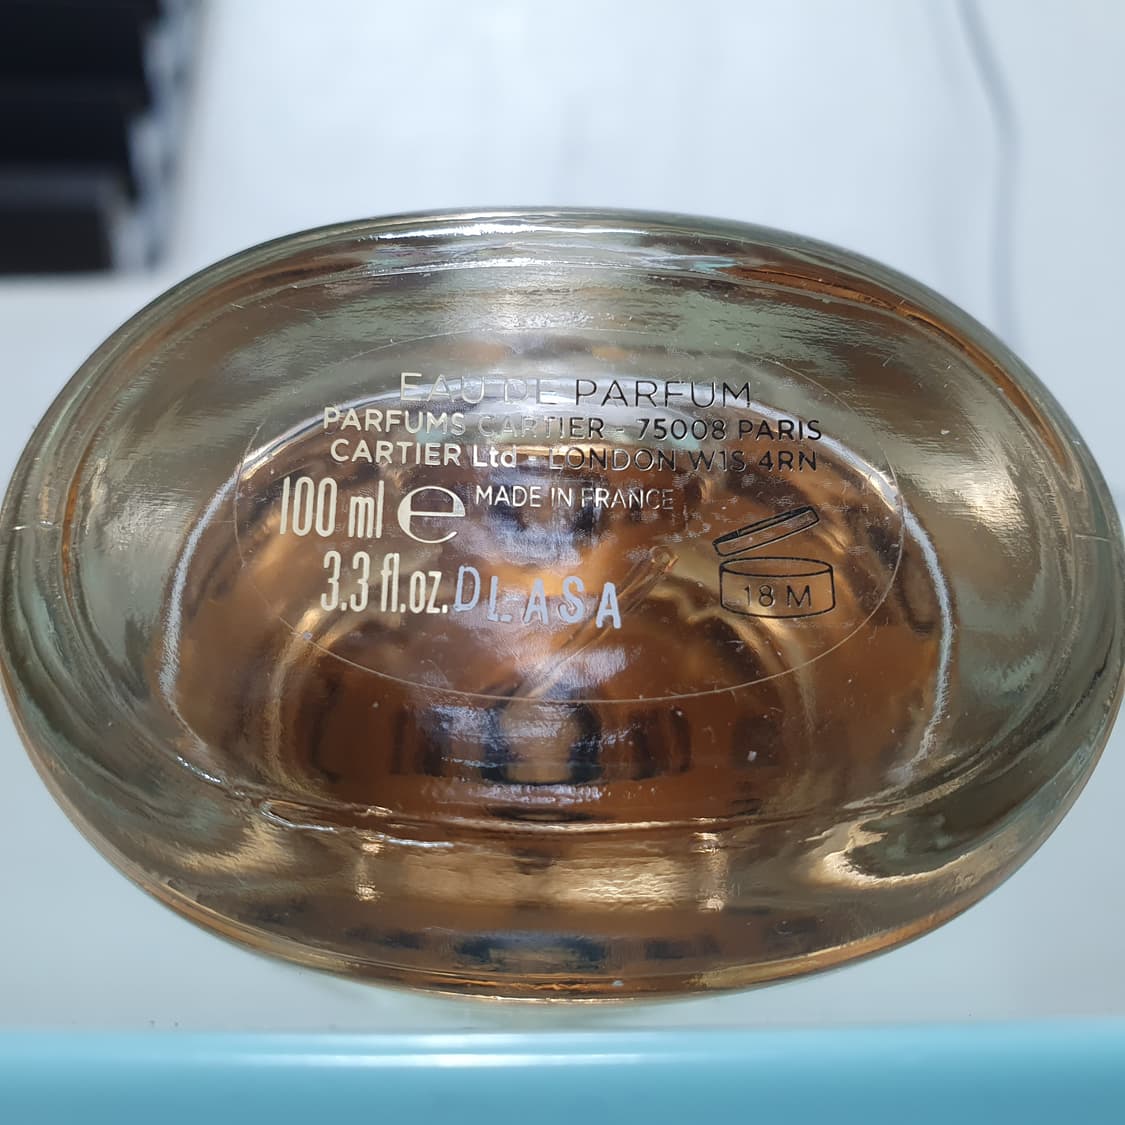 EAU DE PARFUM
PARFUMS CARTIER - 75008 PARIS
CARTIER Ltd - LONDON W1S 4RN
100 ml e MADE IN FRANCE
3.3 fl.oz. DLASA
18 M